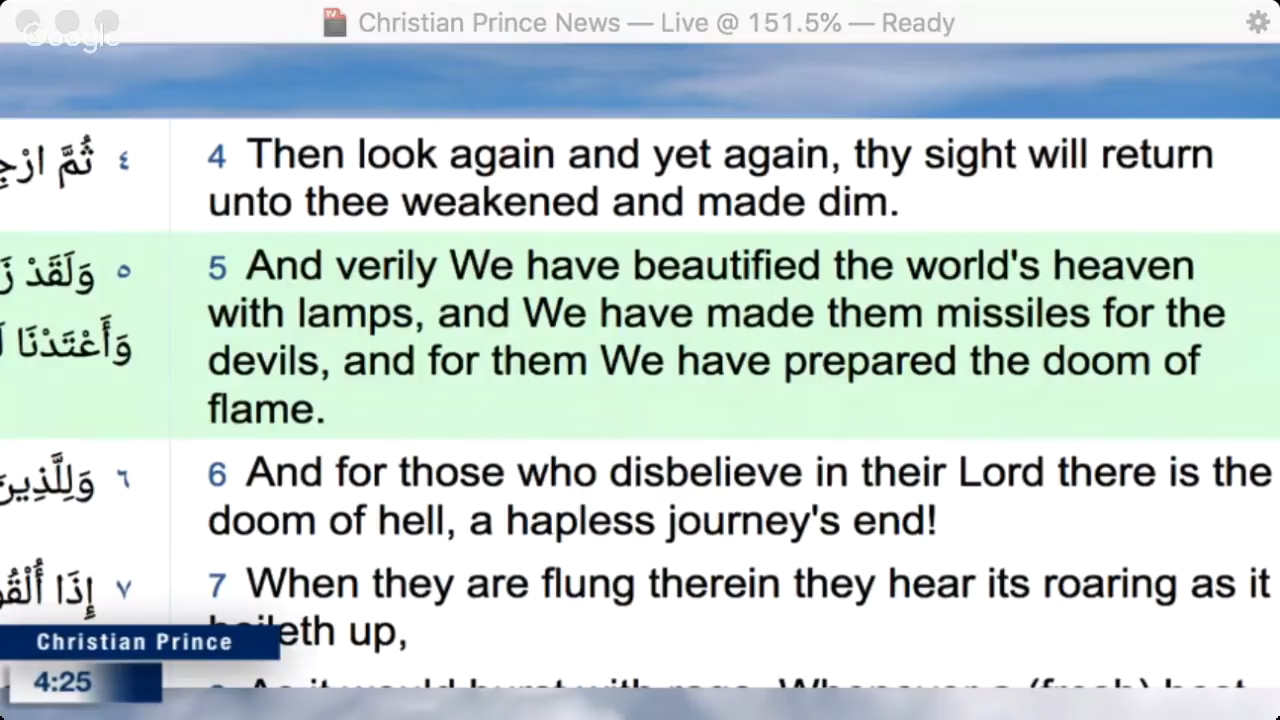 Christian Prince News — Live @ 151.5% — Ready
Google
٤ ثُمَّ
4 Then look again and yet again, thy sight will return
unto thee weakened and made dim.
٥ وَلَقَدْ
5 And verily We have beautified the world's heaven
with lamps, and We have made them missiles for the
وَأَعْتَدْنَا
devils, and for them We have prepared the doom of
flame.
٦ وَلِلَّذِينَ
6 And for those who disbelieve in their Lord there is the
doom of hell, a hapless journey's end!
٧ إِذَا
7 When they are flung therein they hear its roaring as it
up,
Christian Prince
4:25